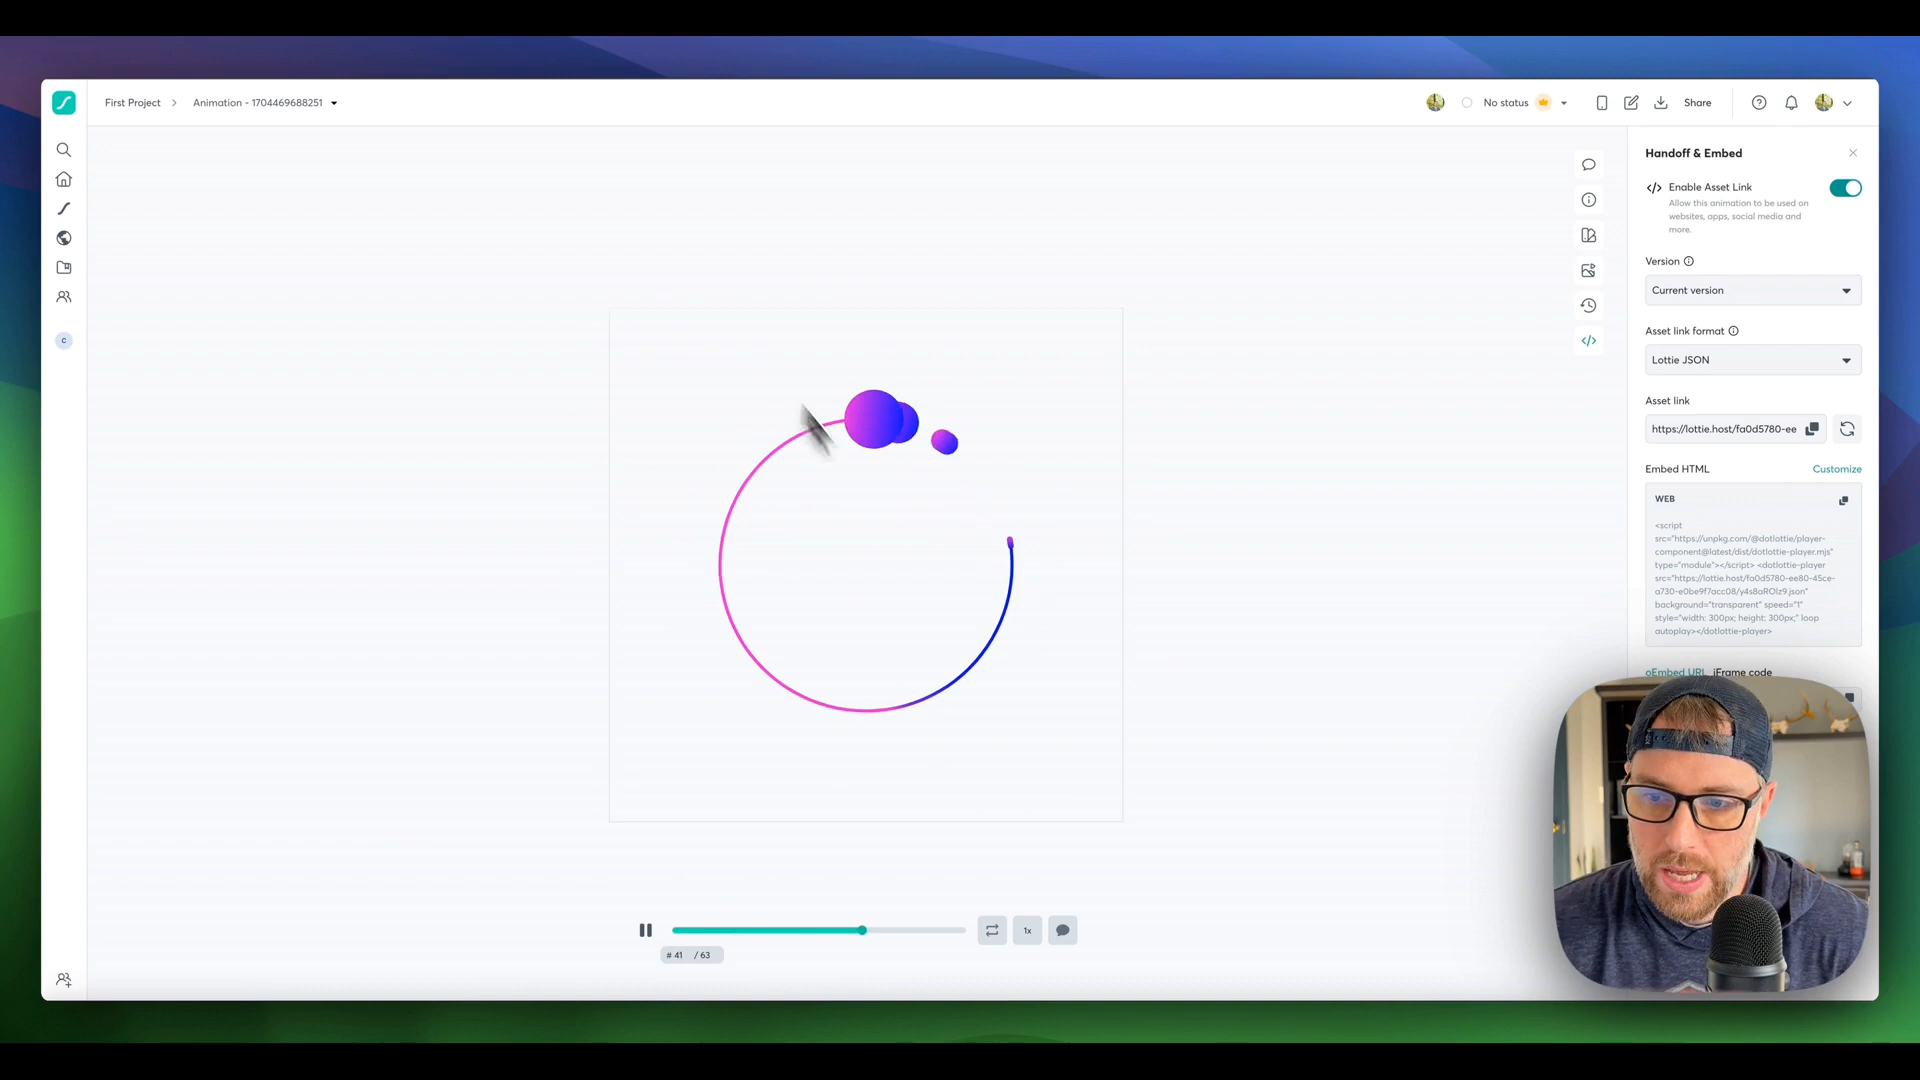 First Project > Animation - 1704469688251
No status
Share
Handoff & Embed
</> Enable Asset Link
Allow this animation to be used on
websites, apps, social media and
more.
Version
Current version
Asset link format
Lottie JSON
</>
Asset link
https://lottie.host/fa0d5780-ee
Embed HTML
Customize
WEB
<script
src="https://unpkg.com/@dotlottie/player-
component@latest/dist/dotlottie-player.mjs"
type="module"></script> <dotlottie-player
src="https://lottie.host/fa0d5780-ee80-45ce-
a730-e0be9f7acc08/y4s8aROlz9.json"
background="transparent" speed="1"
style="width: 300px; height: 300px;" loop
autoplay></dotlottie-player>
oEmbed URL iFrame code
C
1x
# 41 / 63